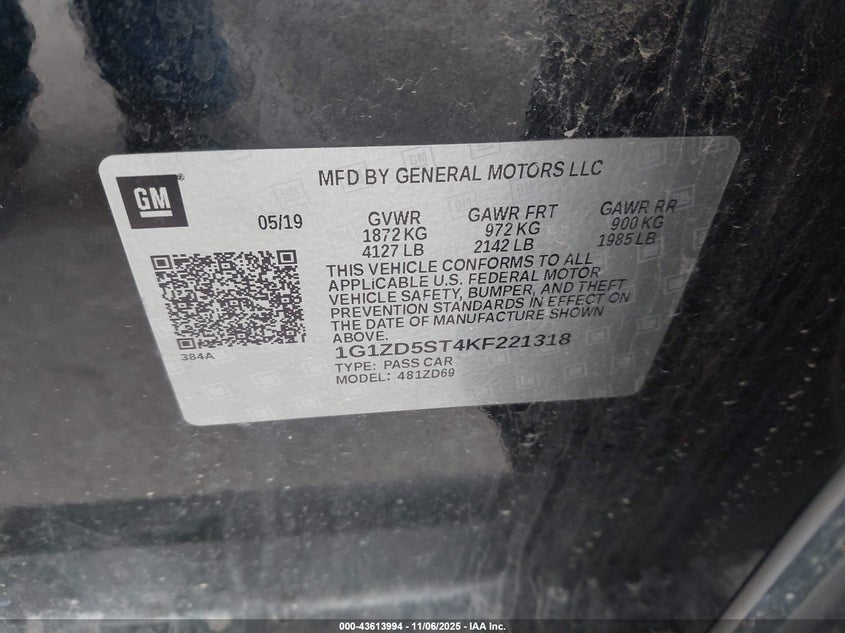 GM
MFD BY GENERAL MOTORS LLC
05/19 GVWR GAWR FRT GAWR RR
1872 KG 972 KG 900 KG
4127 LB 2142 LB 1985 LB
THIS VEHICLE CONFORMS TO ALL
APPLiCABLE U.S. FEDERAL MOTOR
VEHICLE SAFETY, BUMPER, AND THEFT
PREVENTION STANDARDS IN EFFECT ON
THE DATE OF MANUFACTURE SHOWN
ABOVE.
384A
1G1ZD5ST4KF221318
TYPE: PASS CAR
MODEL: 481ZD69
000-43613994 - 11/06/2025 - IAA Inc.